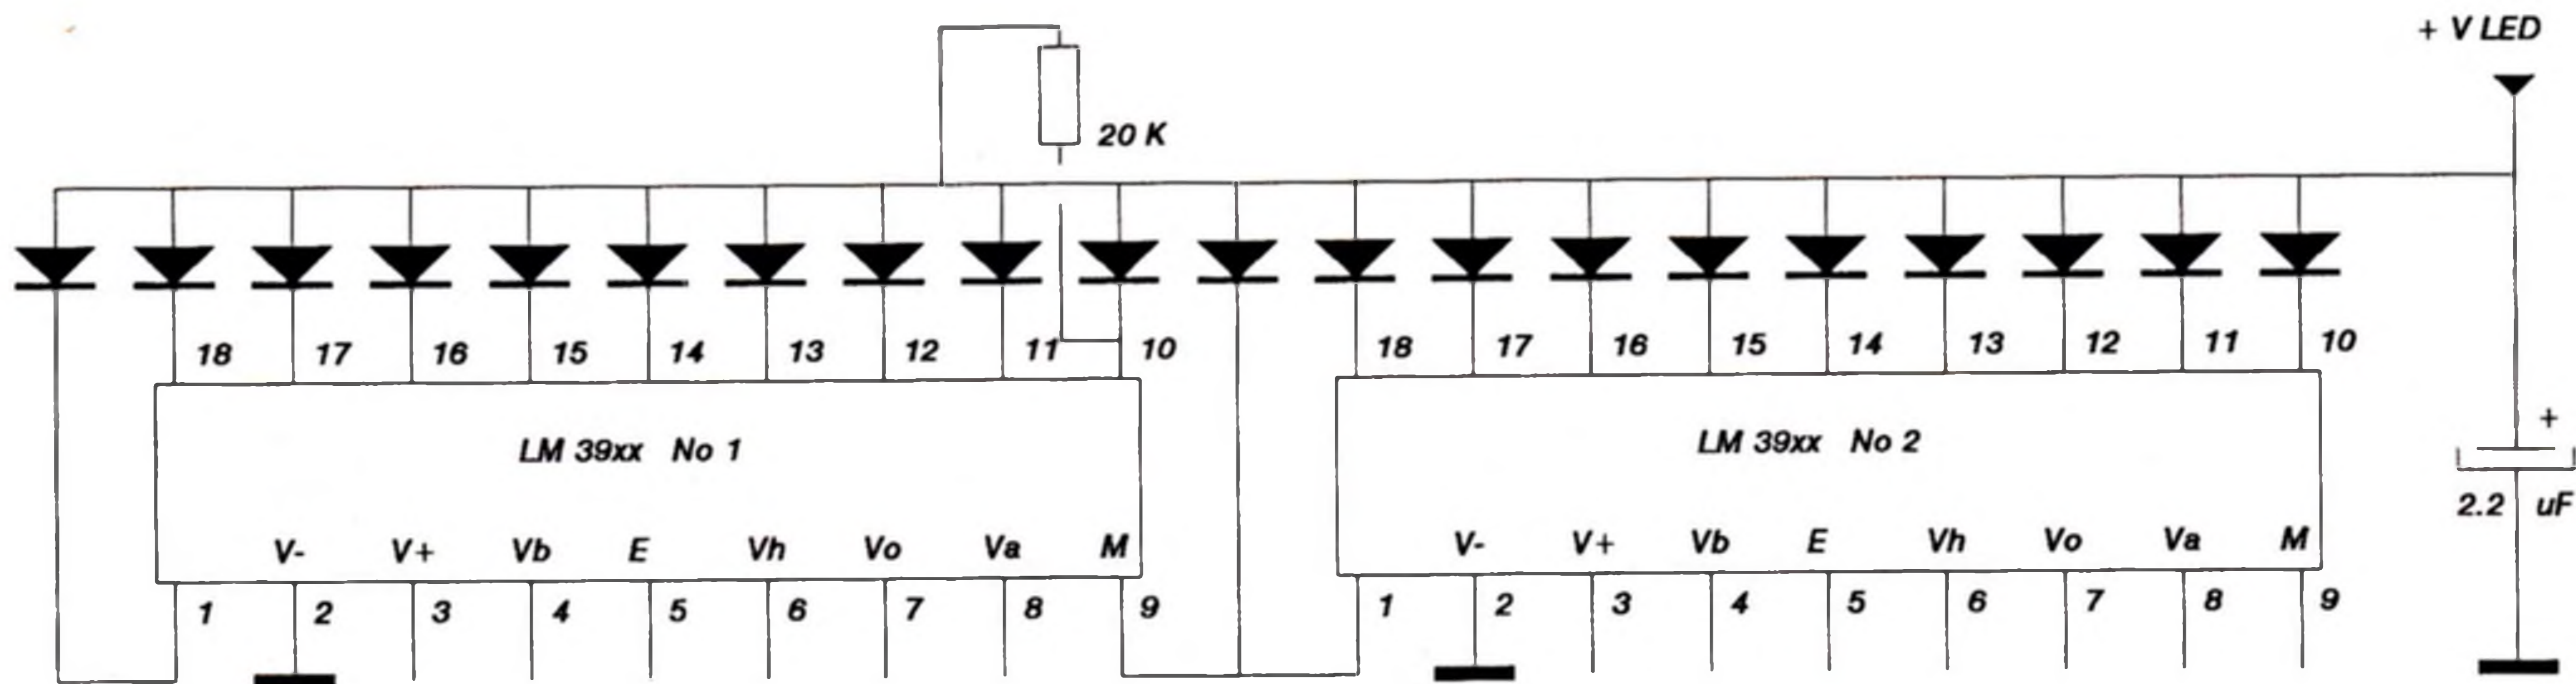 + V LED
20 K
18 17 16 15 14 13 12 11 10 18 17 16 15 14 13 12 11 10
+
LM 39xx No 1 LM 39xx No 2
2.2 uF
V- V+ Vb E Vh Vo Va M V- V+ Vb E Vh Vo Va M
1 2 3 4 5 6 7 8 9 1 2 3 4 5 6 7 8 9